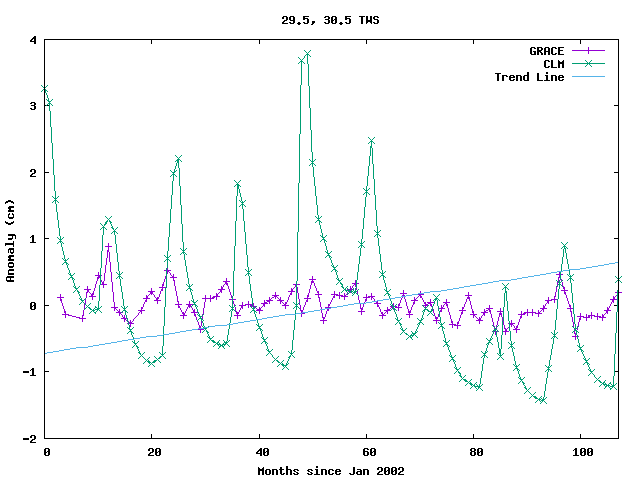 29.5, 30.5 TWS
GRACE
CLM
Trend Line
4
3
2
1
0
-1
-2
Anomaly (cm)
0 20 40 60 80 100
Months since Jan 2002